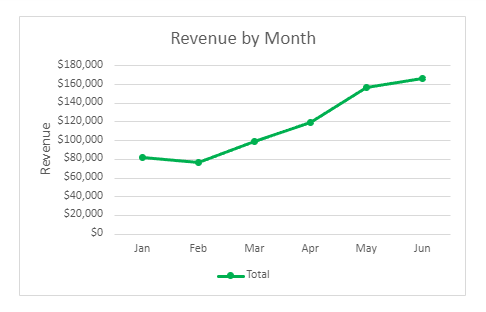 Revenue by Month
$180,000
$160,000
$140,000
$120,000
$100,000
$80,000
$60,000
$40,000
$20,000
$0
Revenue
Jan Feb Mar Apr May Jun
Total